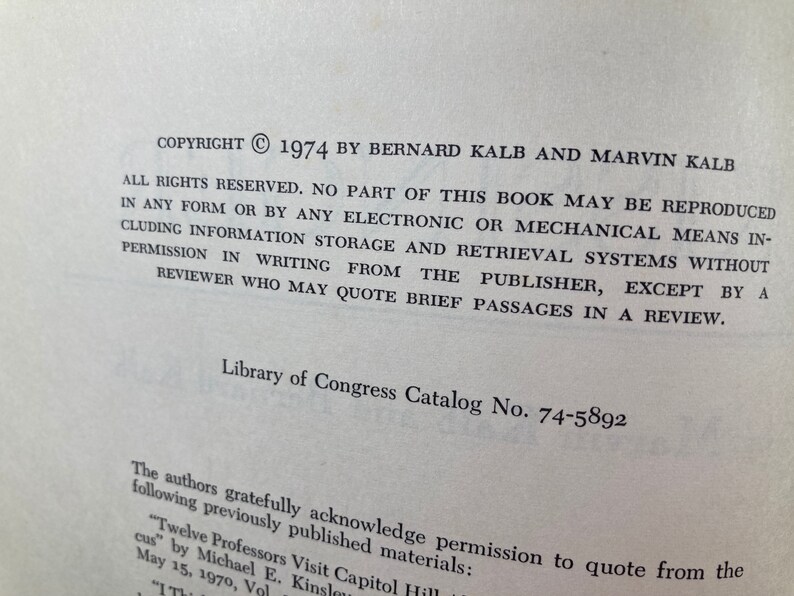 COPYRIGHT © 1974 BY BERNARD KALB AND MARVIN KALB
ALL RIGHTS RESERVED. NO PART OF THIS BOOK MAY BE REPRODUCED
IN ANY FORM OR BY ANY ELECTRONIC OR MECHANICAL MEANS IN-
CLUDING INFORMATION STORAGE AND RETRIEVAL SYSTEMS WITHOUT
PERMISSION IN WRITING FROM THE PUBLISHER, EXCEPT BY A
REVIEWER WHO MAY QUOTE BRIEF PASSAGES IN A REVIEW.
Library of Congress Catalog No. 74-5892
The authors gratefully acknowledge permission to quote from the
following previously published materials:
"Twelve Professors Visit Capitol Hill
cus" by Michael E. Kinsley
May 15, 1970, Vol.
"I